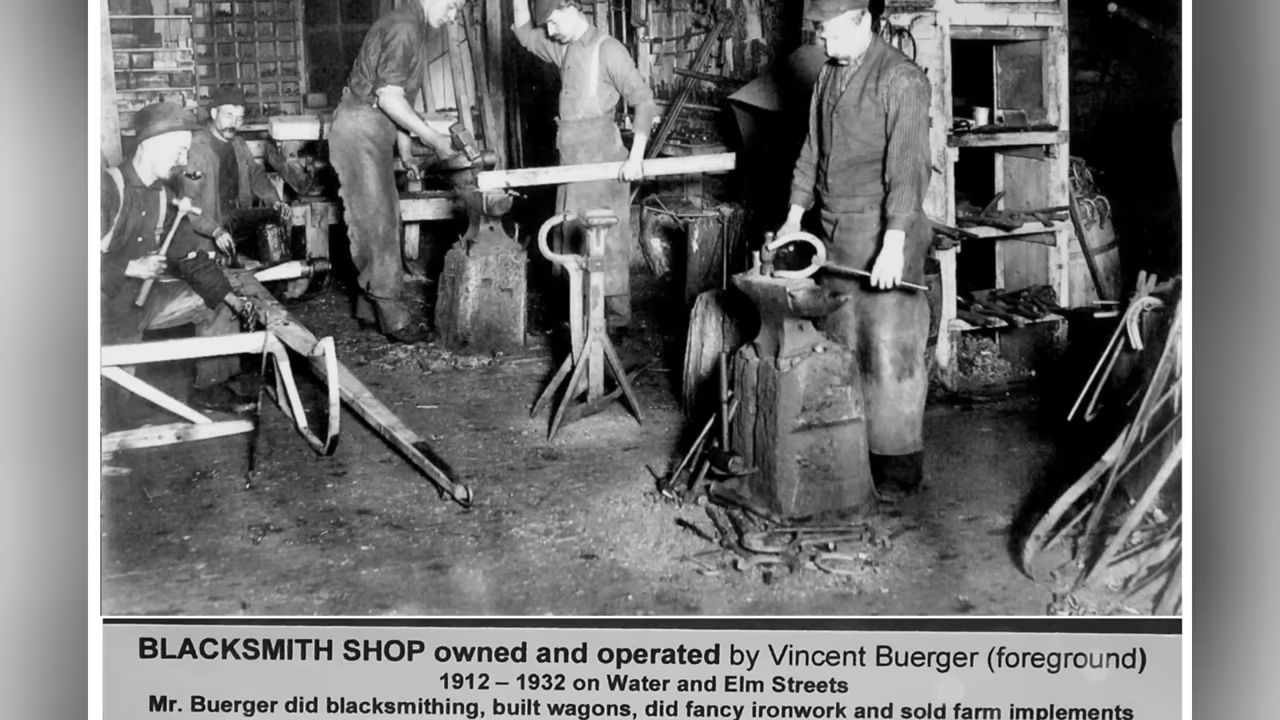 BLACKSMITH SHOP owned and operated by Vincent Buerger (foreground)
1912 – 1932 on Water and Elm Streets
Mr. Buerger did blacksmithing, built wagons, did fancy ironwork and sold farm implements